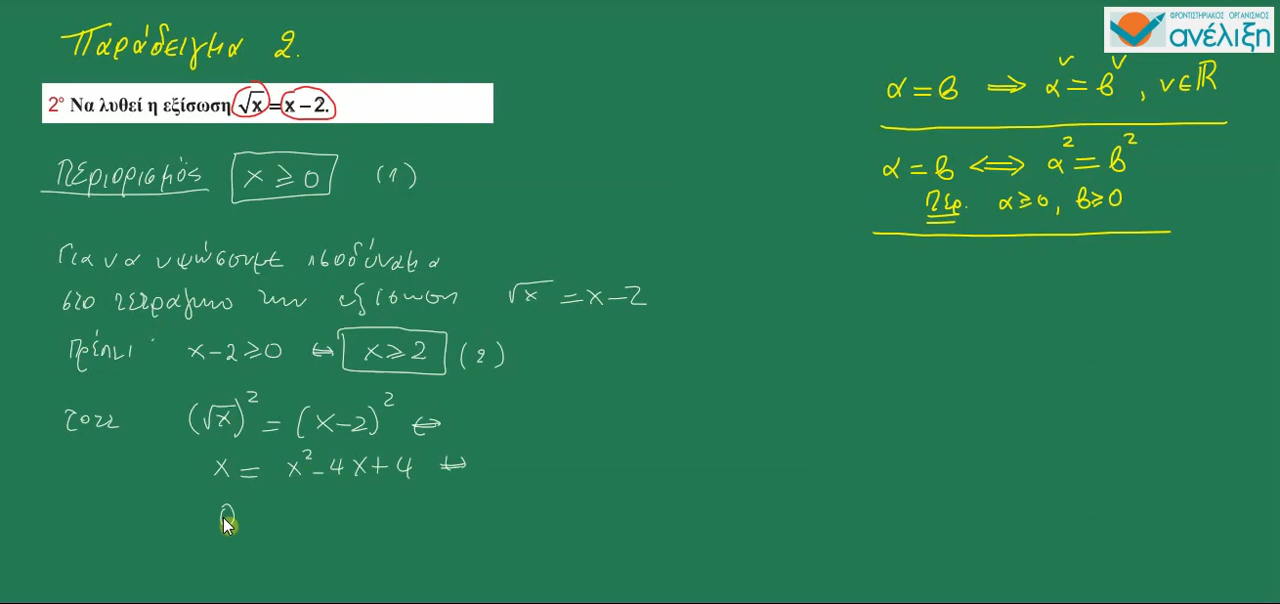 Παράδειγμα 2.
ΦΡΟΝΤΙΣΤΗΡΙΑΚΟΣ ΟΡΓΑΝΙΣΜΟΣ
ανέλιξη
2° Να λυθεί η εξίσωση √x = x – 2.
α = β ⟹ α^ν = β^ν , ν ∈ ℝ
α = β ⟺ α² = β²
Περ. α ≥ 0, β ≥ 0
Περιορισμός x ≥ 0 (1)
Για να υψώσουμε ισοδύναμα
στο τετράγωνο την εξίσωση √x = x – 2
Πρέπει: x – 2 ≥ 0 ⇔ x ≥ 2 (2)
τότε (√x)² = (x – 2)² ⇔
x = x² – 4x + 4 ⇔
0